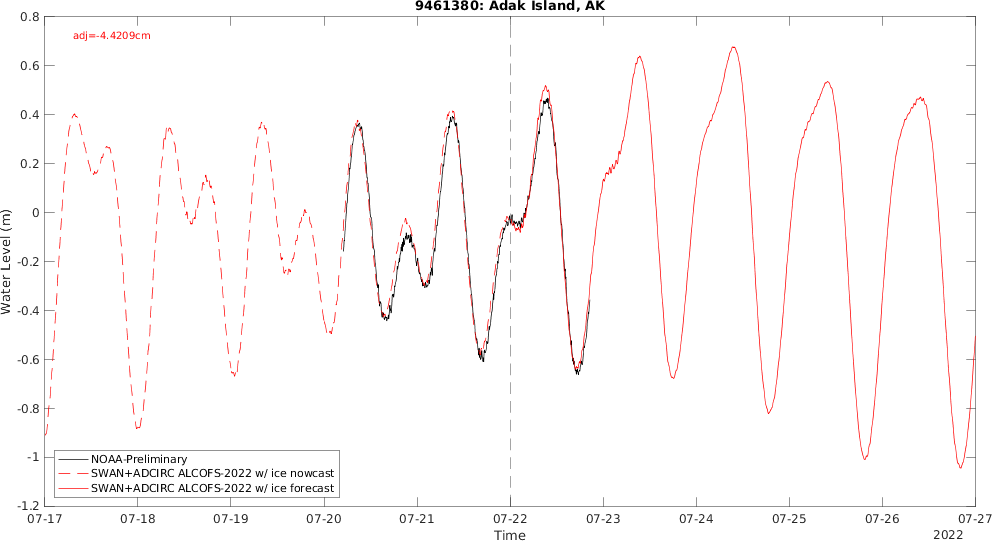 9461380: Adak Island, AK
adj=-4.4209cm
0.8
0.6
0.4
0.2
0
-0.2
-0.4
-0.6
-0.8
-1
-1.2
Water Level (m)
NOAA-Preliminary
SWAN+ADCIRC ALCOFS-2022 w/ ice nowcast
SWAN+ADCIRC ALCOFS-2022 w/ ice forecast
07-17 07-18 07-19 07-20 07-21 07-22 07-23 07-24 07-25 07-26 07-27
Time
2022